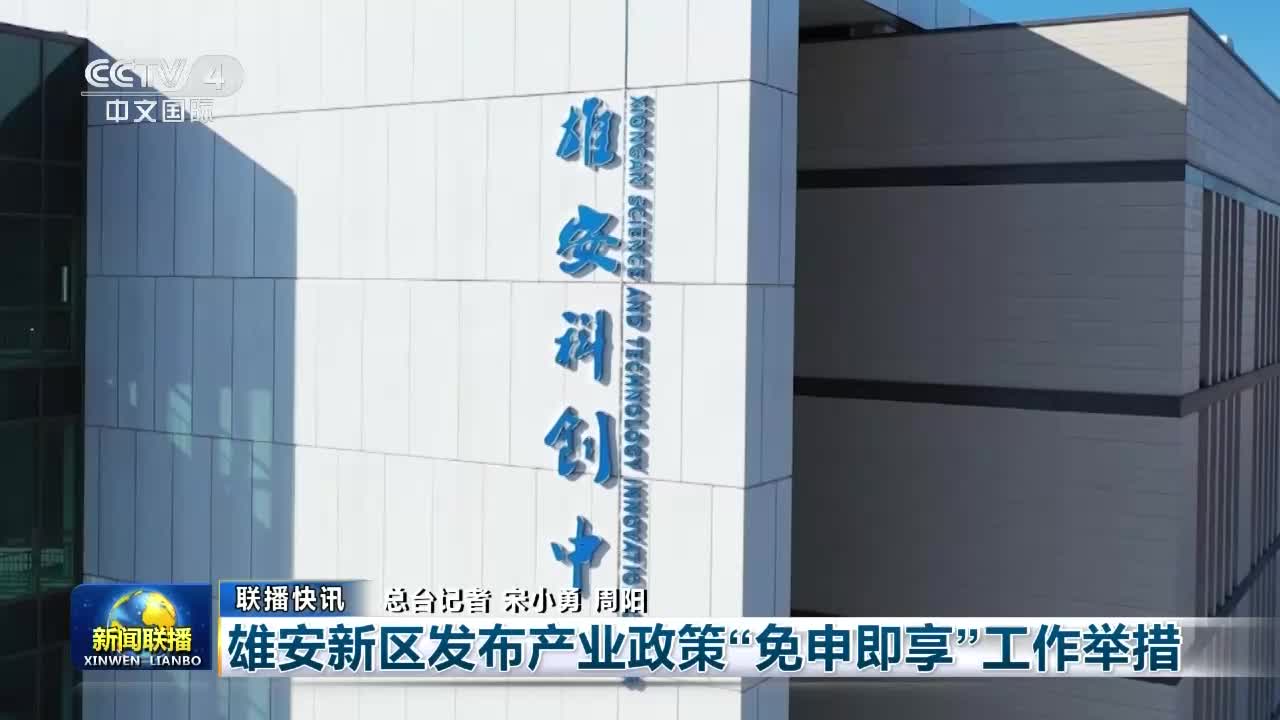 CCTV 4
中文国际
雄安科创中
XIONGAN SCIENCE AND TECHNOLOGY INNOVATIO
联播快讯
总台记者 宋小勇 周阳
新闻联播
XINWEN LIANBO
雄安新区发布产业政策“免申即享”工作举措